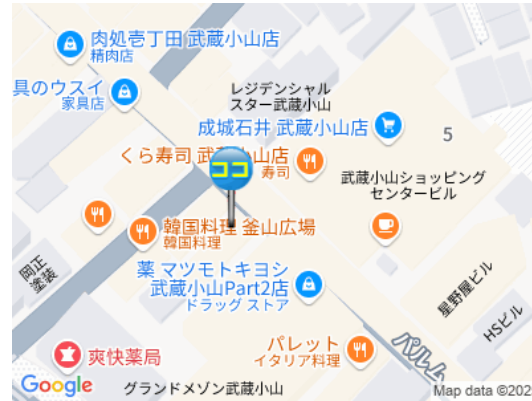 肉処壱丁田 武蔵小山店
精肉店
具のウスイ
家具店
レジデンシャル
スター武蔵小山
成城石井 武蔵小山店
5
くら寿司 武蔵小山店
寿司
ココ
武蔵小山ショッピング
センタービル
韓国料理 釜山広場
韓国料理
岡正
塗装
薬 マツモトキヨシ
武蔵小山Part2店
ドラッグ ストア
星野屋ビル
HSビル
パルム
パレット
イタリア料理
爽快薬局
Google
グランドメゾン武蔵小山
Map data ©202